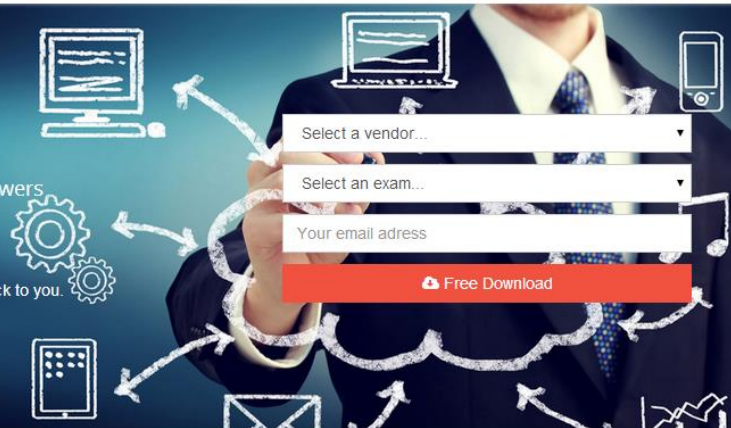 Select a vendor...
wers
Select an exam...
Your email adress
ck to you.
Free Download